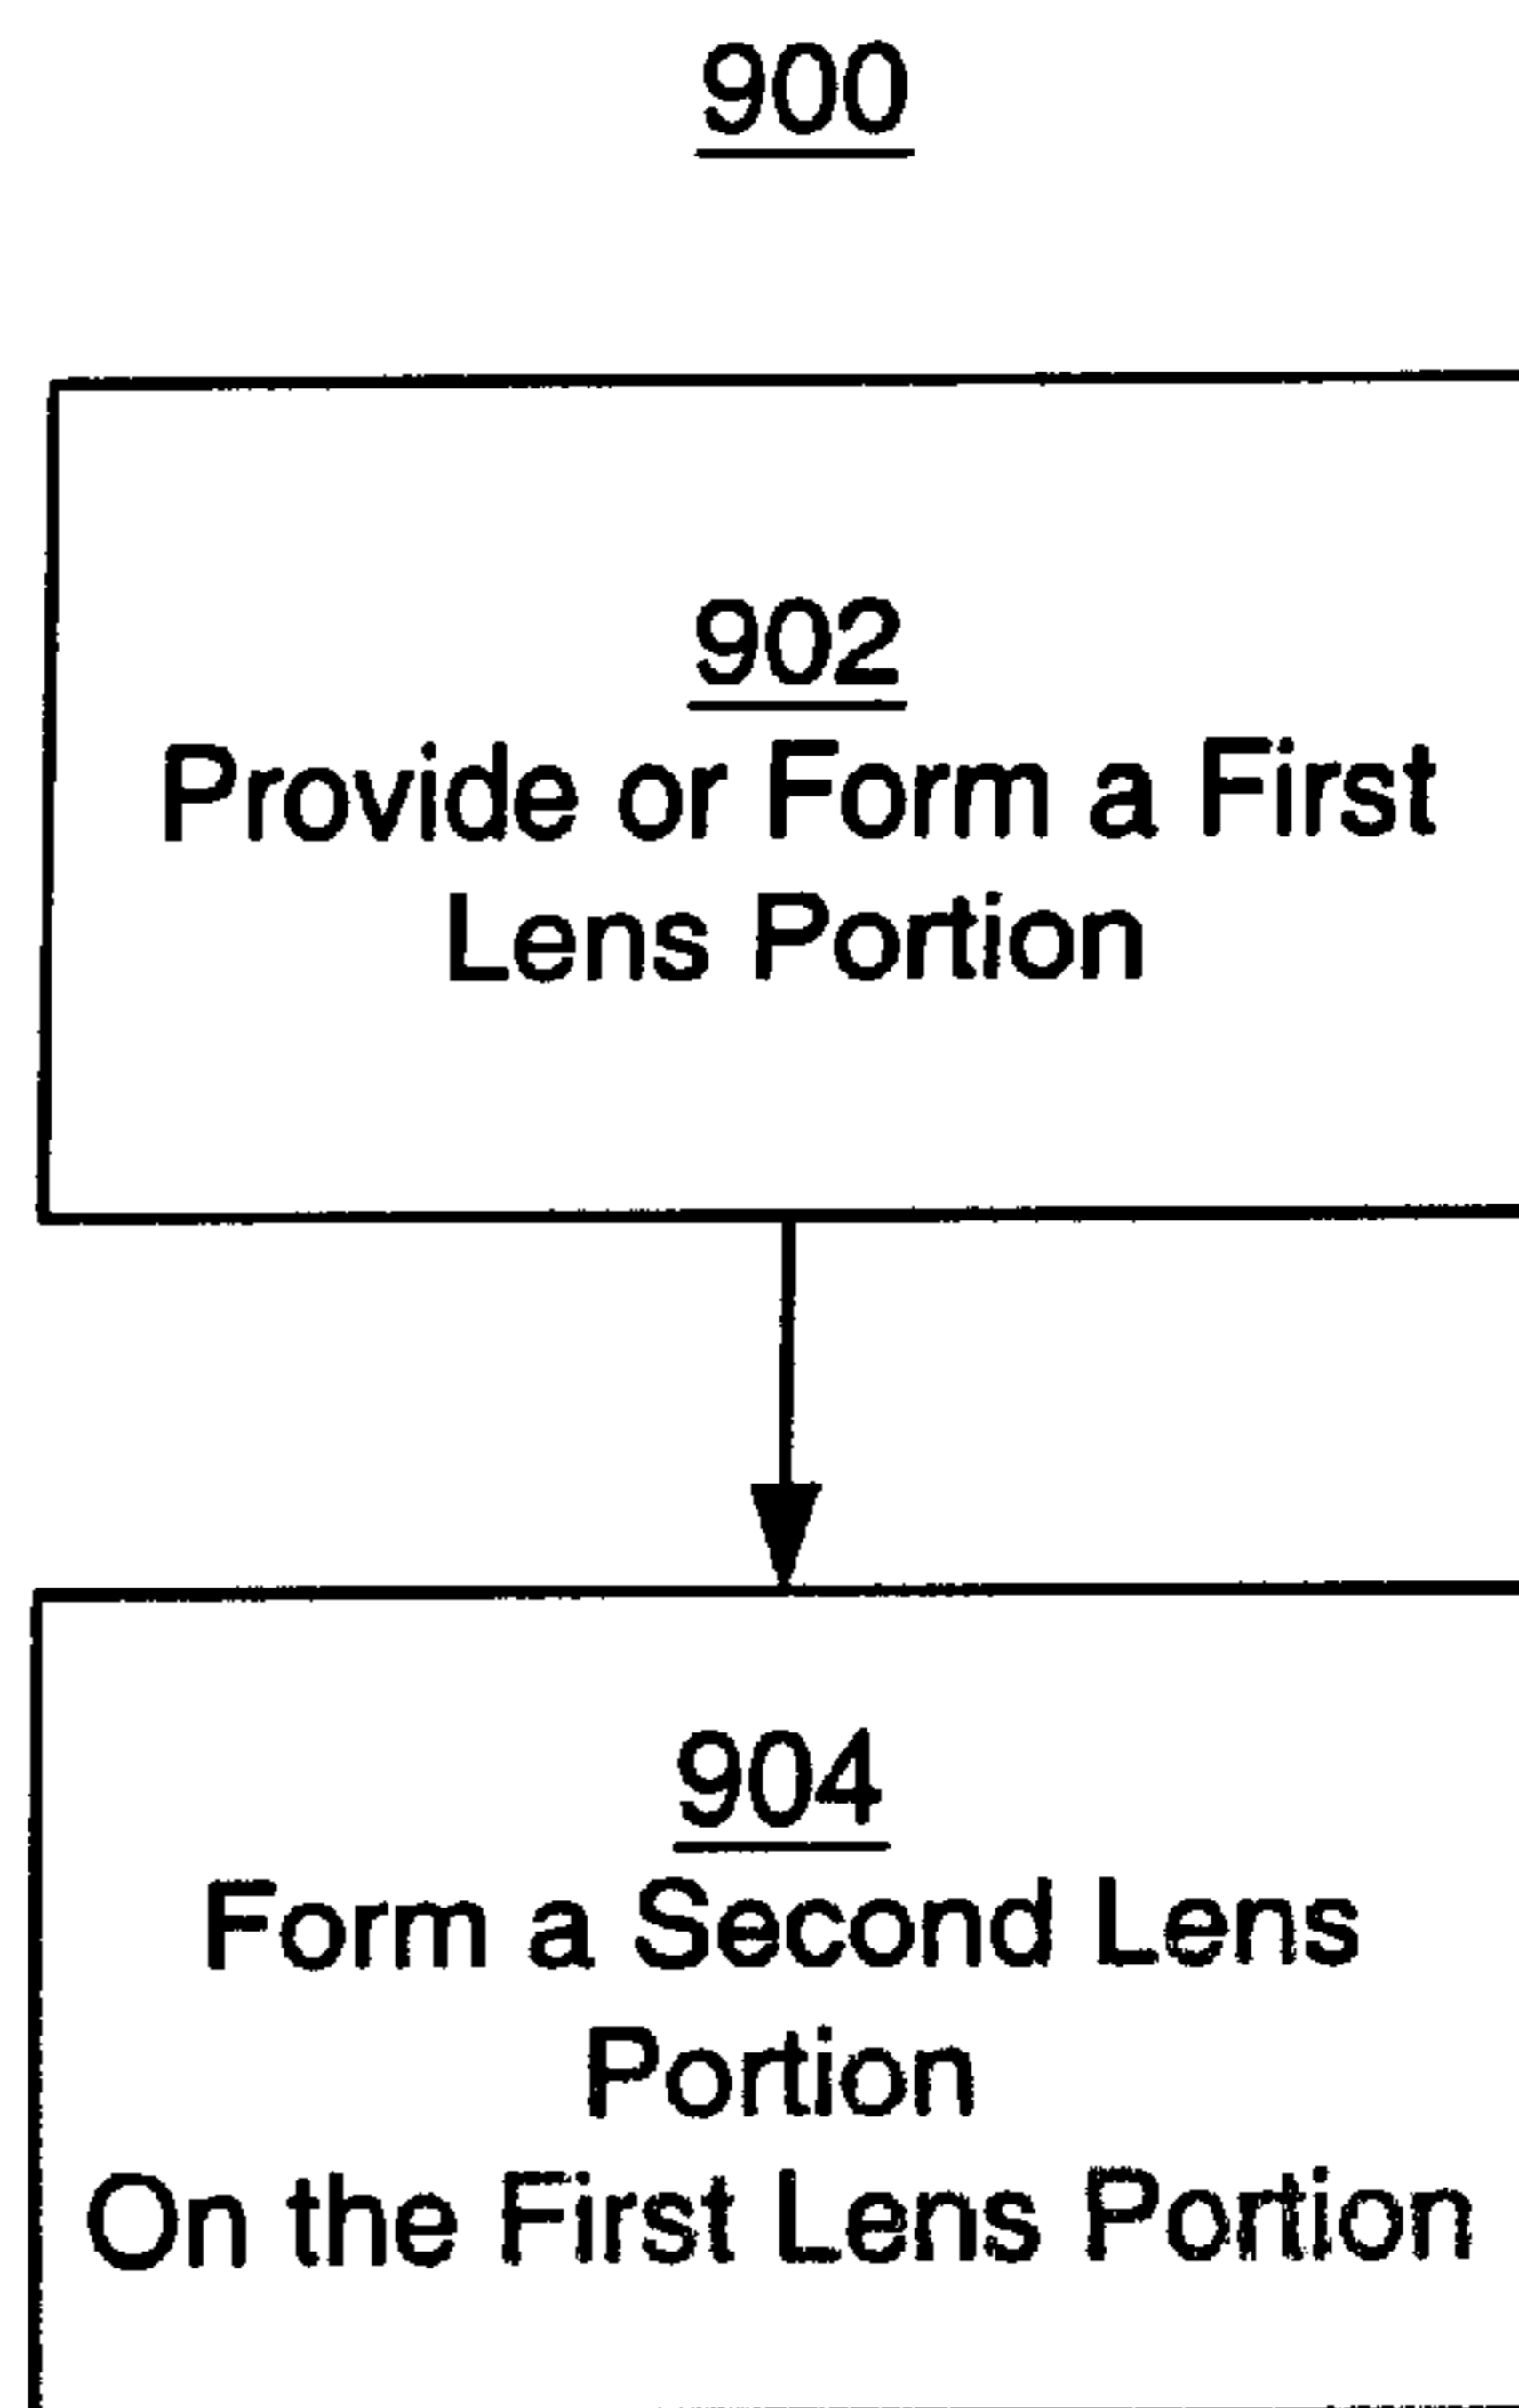 900
902
Provide or Form a First
Lens Portion
904
Form a Second Lens
Portion
On the First Lens Portion